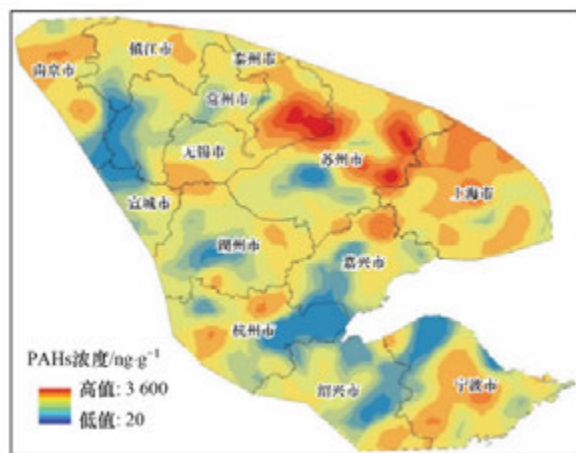 镇江市
泰州市
南京市
常州市
无锡市
苏州市
上海市
宣城市
湖州市
嘉兴市
杭州市
绍兴市
宁波市
PAHs浓度/ng·g⁻¹
高值: 3 600
低值: 20